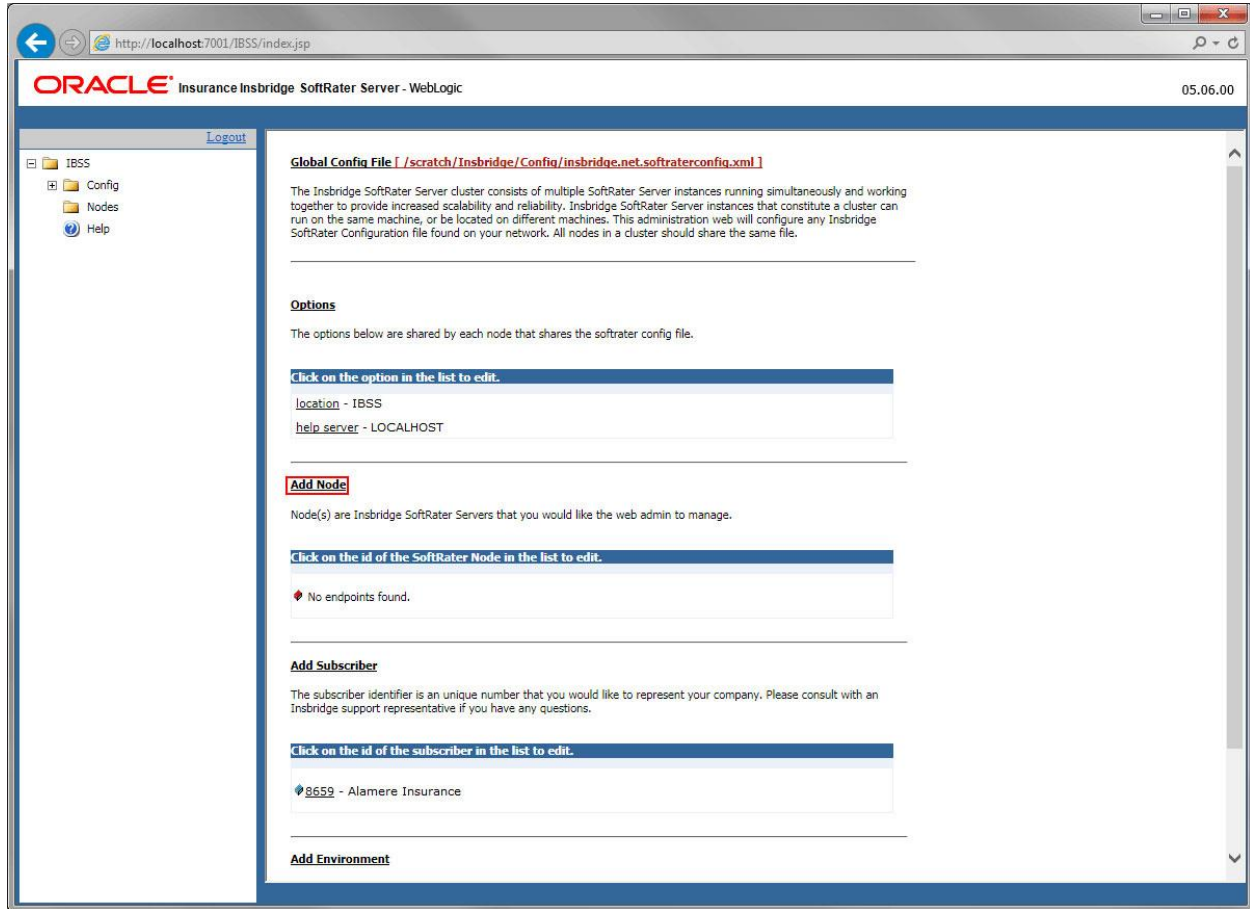 http://localhost:7001/IBSS/index.jsp
ORACLE Insurance Insbridge SoftRater Server - WebLogic
05.06.00
Logout
IBSS
Config
Nodes
Help
Global Config File [ /scratch/Insbridge/Config/insbridge.net.softraterconfig.xml ]
The Insbridge SoftRater Server cluster consists of multiple SoftRater Server instances running simultaneously and working
together to provide increased scalability and reliability. Insbridge SoftRater Server instances that constitute a cluster can
run on the same machine, or be located on different machines. This administration web will configure any Insbridge
SoftRater Configuration file found on your network. All nodes in a cluster should share the same file.
Options
The options below are shared by each node that shares the softrater config file.
Click on the option in the list to edit.
location - IBSS
help server - LOCALHOST
Add Node
Node(s) are Insbridge SoftRater Servers that you would like the web admin to manage.
Click on the id of the SoftRater Node in the list to edit.
No endpoints found.
Add Subscriber
The subscriber identifier is an unique number that you would like to represent your company. Please consult with an
Insbridge support representative if you have any questions.
Click on the id of the subscriber in the list to edit.
8659 - Alamere Insurance
Add Environment